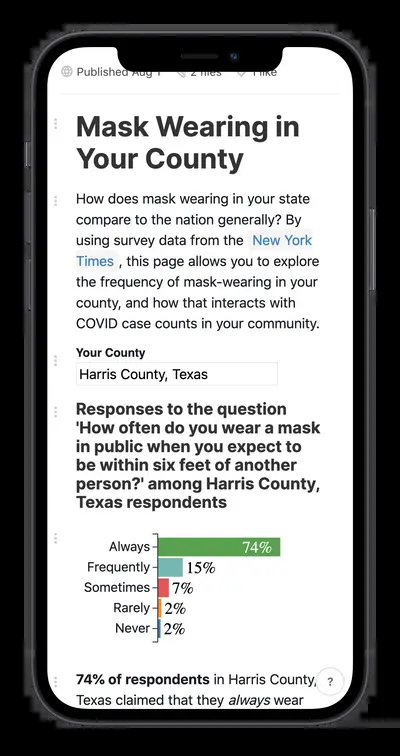 Published Aug 1 2 files 1 like
Mask Wearing in
Your County
How does mask wearing in your state
compare to the nation generally? By
using survey data from the New York
Times , this page allows you to explore
the frequency of mask-wearing in your
county, and how that interacts with
COVID case counts in your community.
Your County
Harris County, Texas
Responses to the question
'How often do you wear a mask
in public when you expect to
be within six feet of another
person?' among Harris County,
Texas respondents
Always 74%
Frequently 15%
Sometimes 7%
Rarely 2%
Never 2%
74% of respondents in Harris County,
?
Texas claimed that they always wear